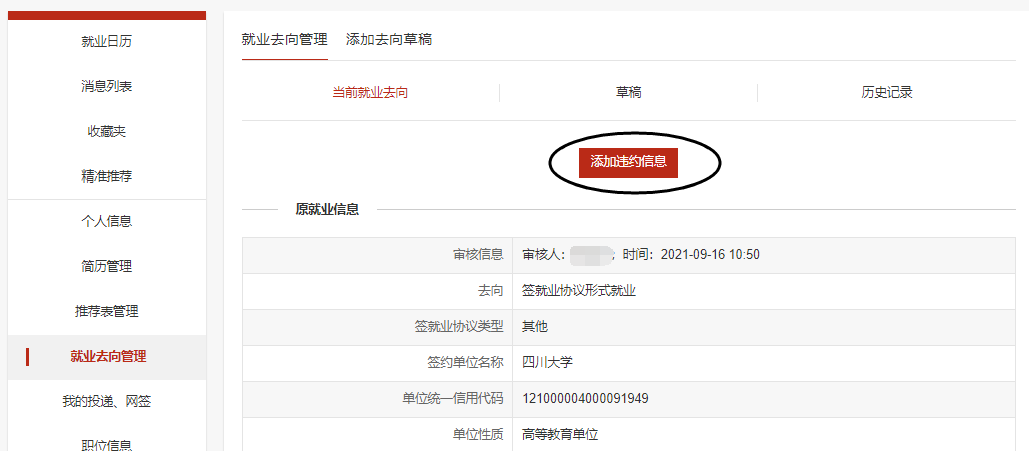 就业日历
消息列表
收藏夹
精准推荐
个人信息
简历管理
推荐表管理
就业去向管理
我的投递、网签
职位信息
就业去向管理 添加去向草稿
当前就业去向 草稿 历史记录
添加违约信息
原就业信息
审核信息 审核人： ；时间：2021-09-16 10:50
去向 签就业协议形式就业
签就业协议类型 其他
签约单位名称 四川大学
单位统一信用代码 121000004000091949
单位性质 高等教育单位